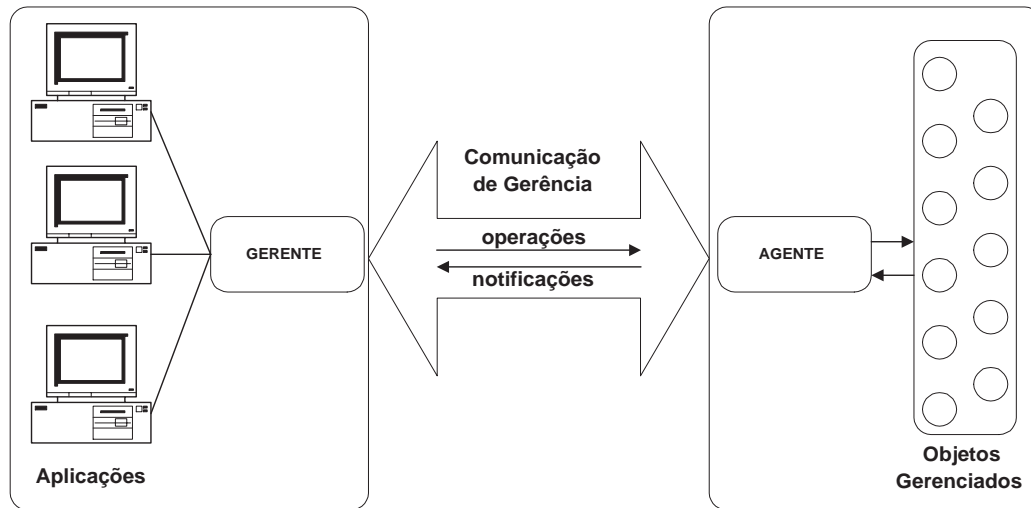 Comunicação
de Gerência
operações
notificações
GERENTE
AGENTE
Aplicações
Objetos
Gerenciados